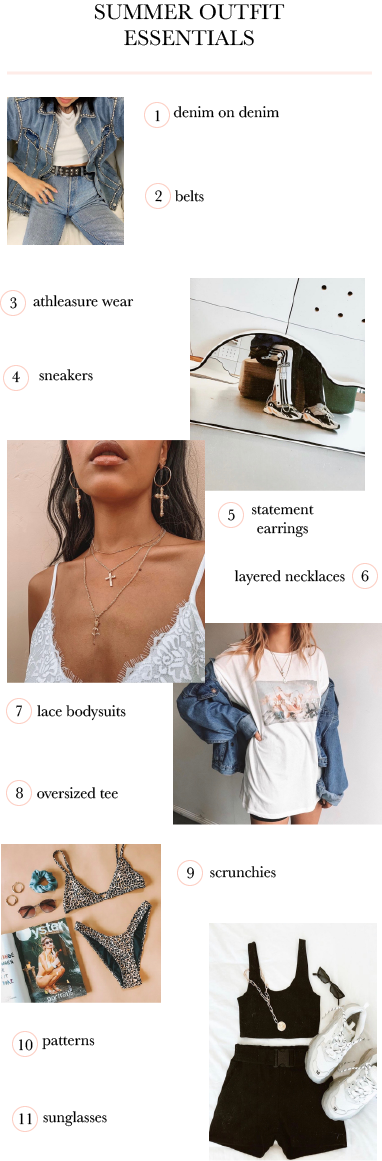 SUMMER OUTFIT
ESSENTIALS
1 denim on denim
2 belts
3 athleasure wear
4 sneakers
5 statement
earrings
layered necklaces 6
7 lace bodysuits
8 oversized tee
9 scrunchies
oyster
10 patterns
11 sunglasses